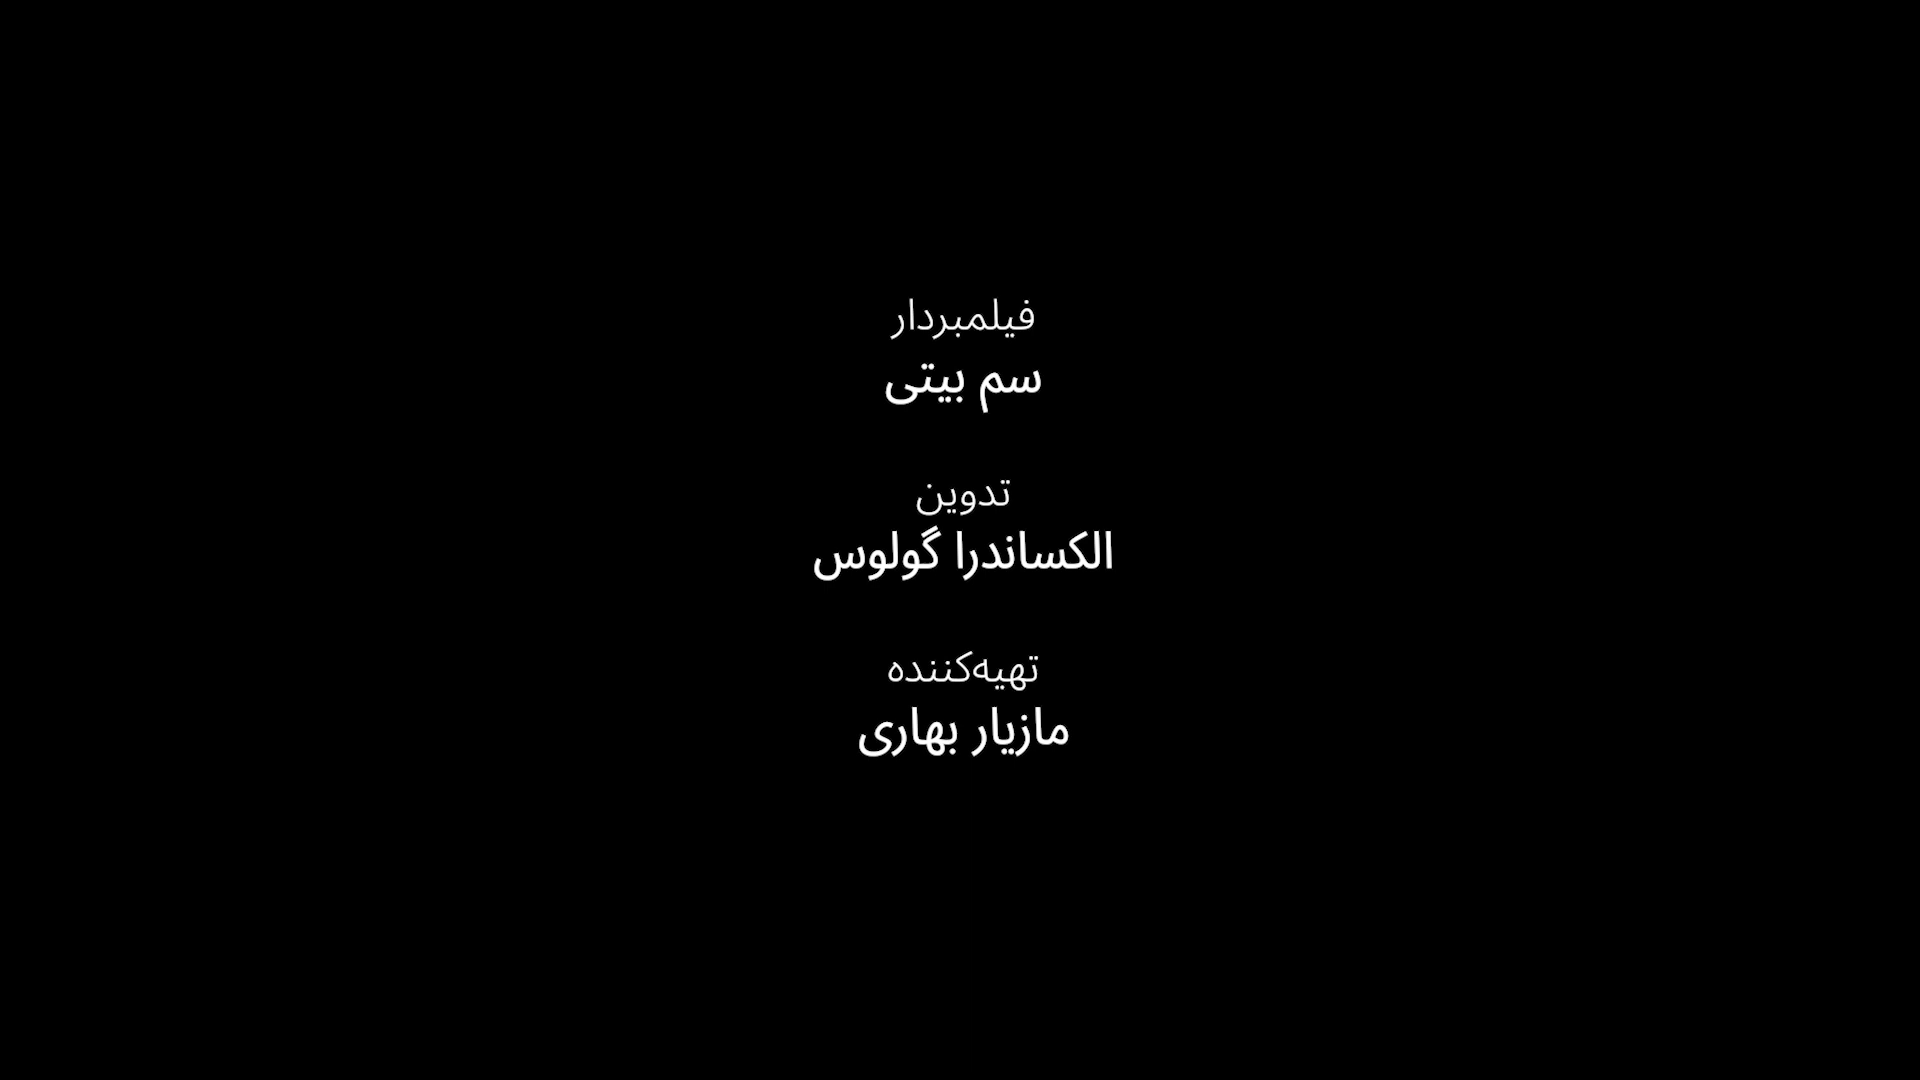 فیلمبردار
سم بیتی
تدوین
الکساندرا گولوس
تهیه‌کننده
مازیار بهاری